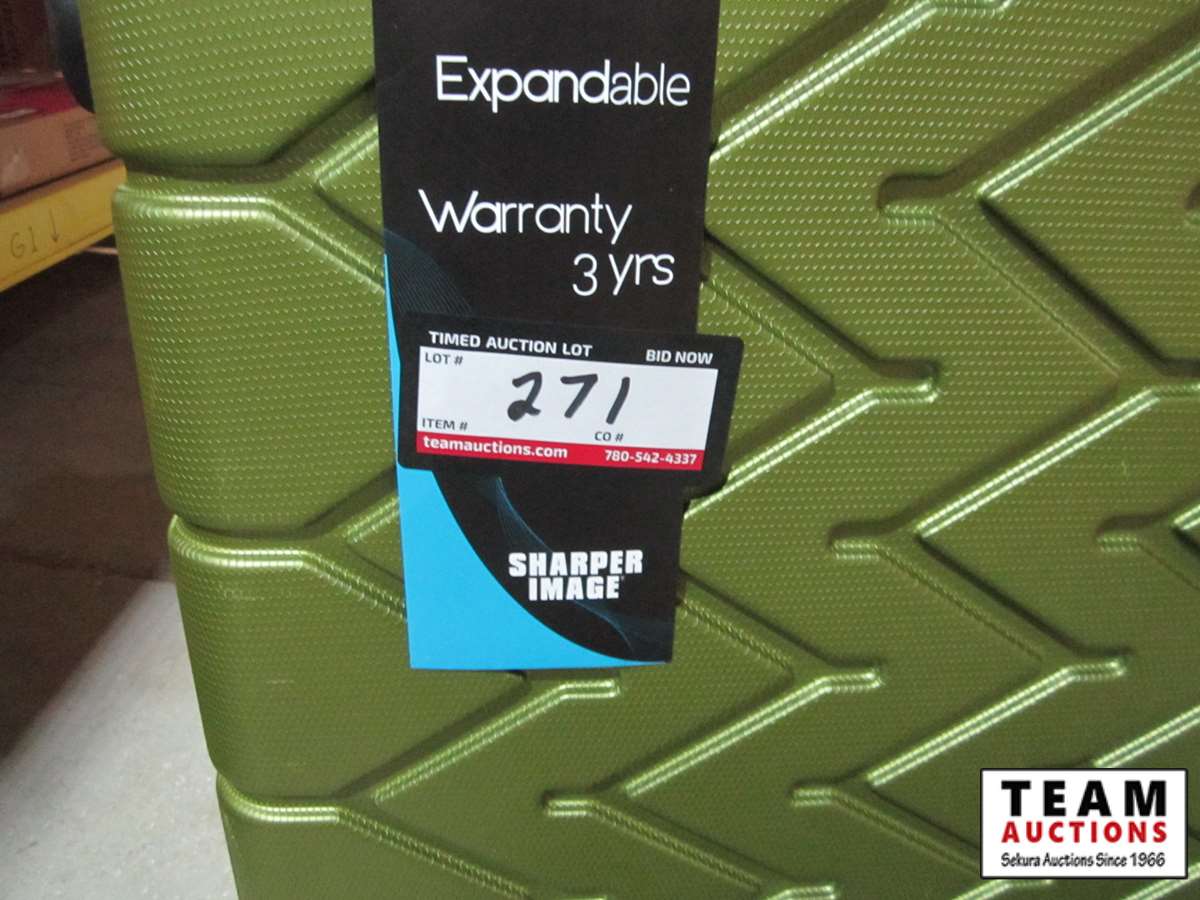 Expandable
Warranty
3 yrs
TIMED AUCTION LOT BID NOW
LOT #
271
ITEM # CO #
teamauctions.com 780-542-4337
SHARPER
IMAGE®
G1↓
TEAM
AUCTIONS
Sekura Auctions Since 1966